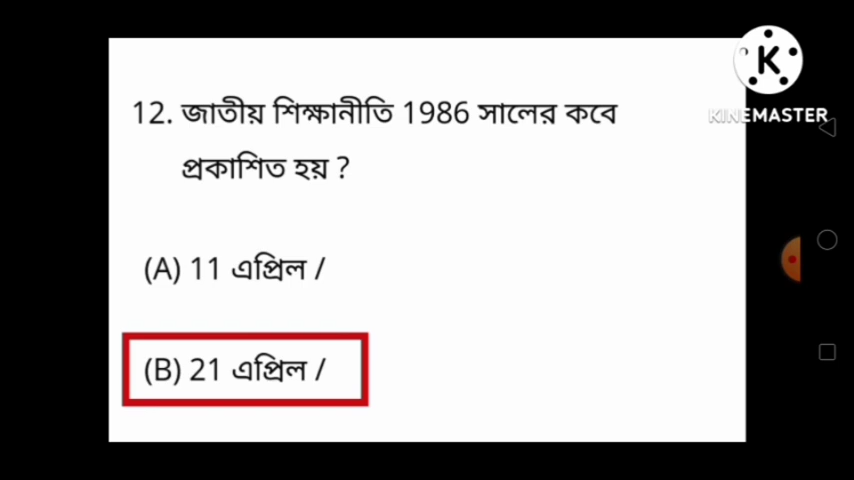 12. জাতীয় শিক্ষানীতি 1986 সালের কবে
প্রকাশিত হয় ?
(A) 11 এপ্রিল /
(B) 21 এপ্রিল /
K
KINEMASTER